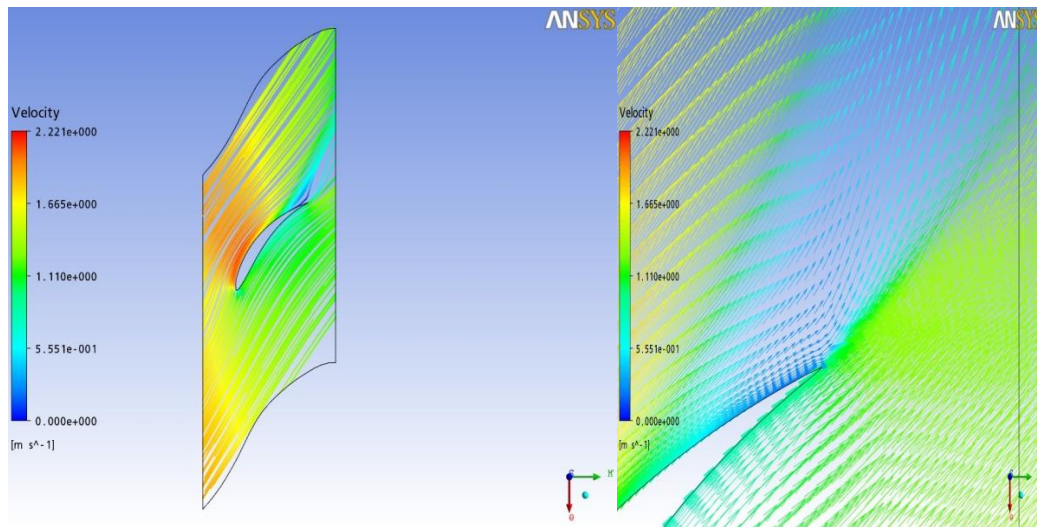 ANSYS
Velocity
2.221e+000
1.665e+000
1.110e+000
5.551e-001
0.000e+000
[m s^-1]
M'
θ
ANSYS
Velocity
2.221e+000
1.665e+000
1.110e+000
5.551e-001
0.000e+000
[m s^-1]
M'
θ